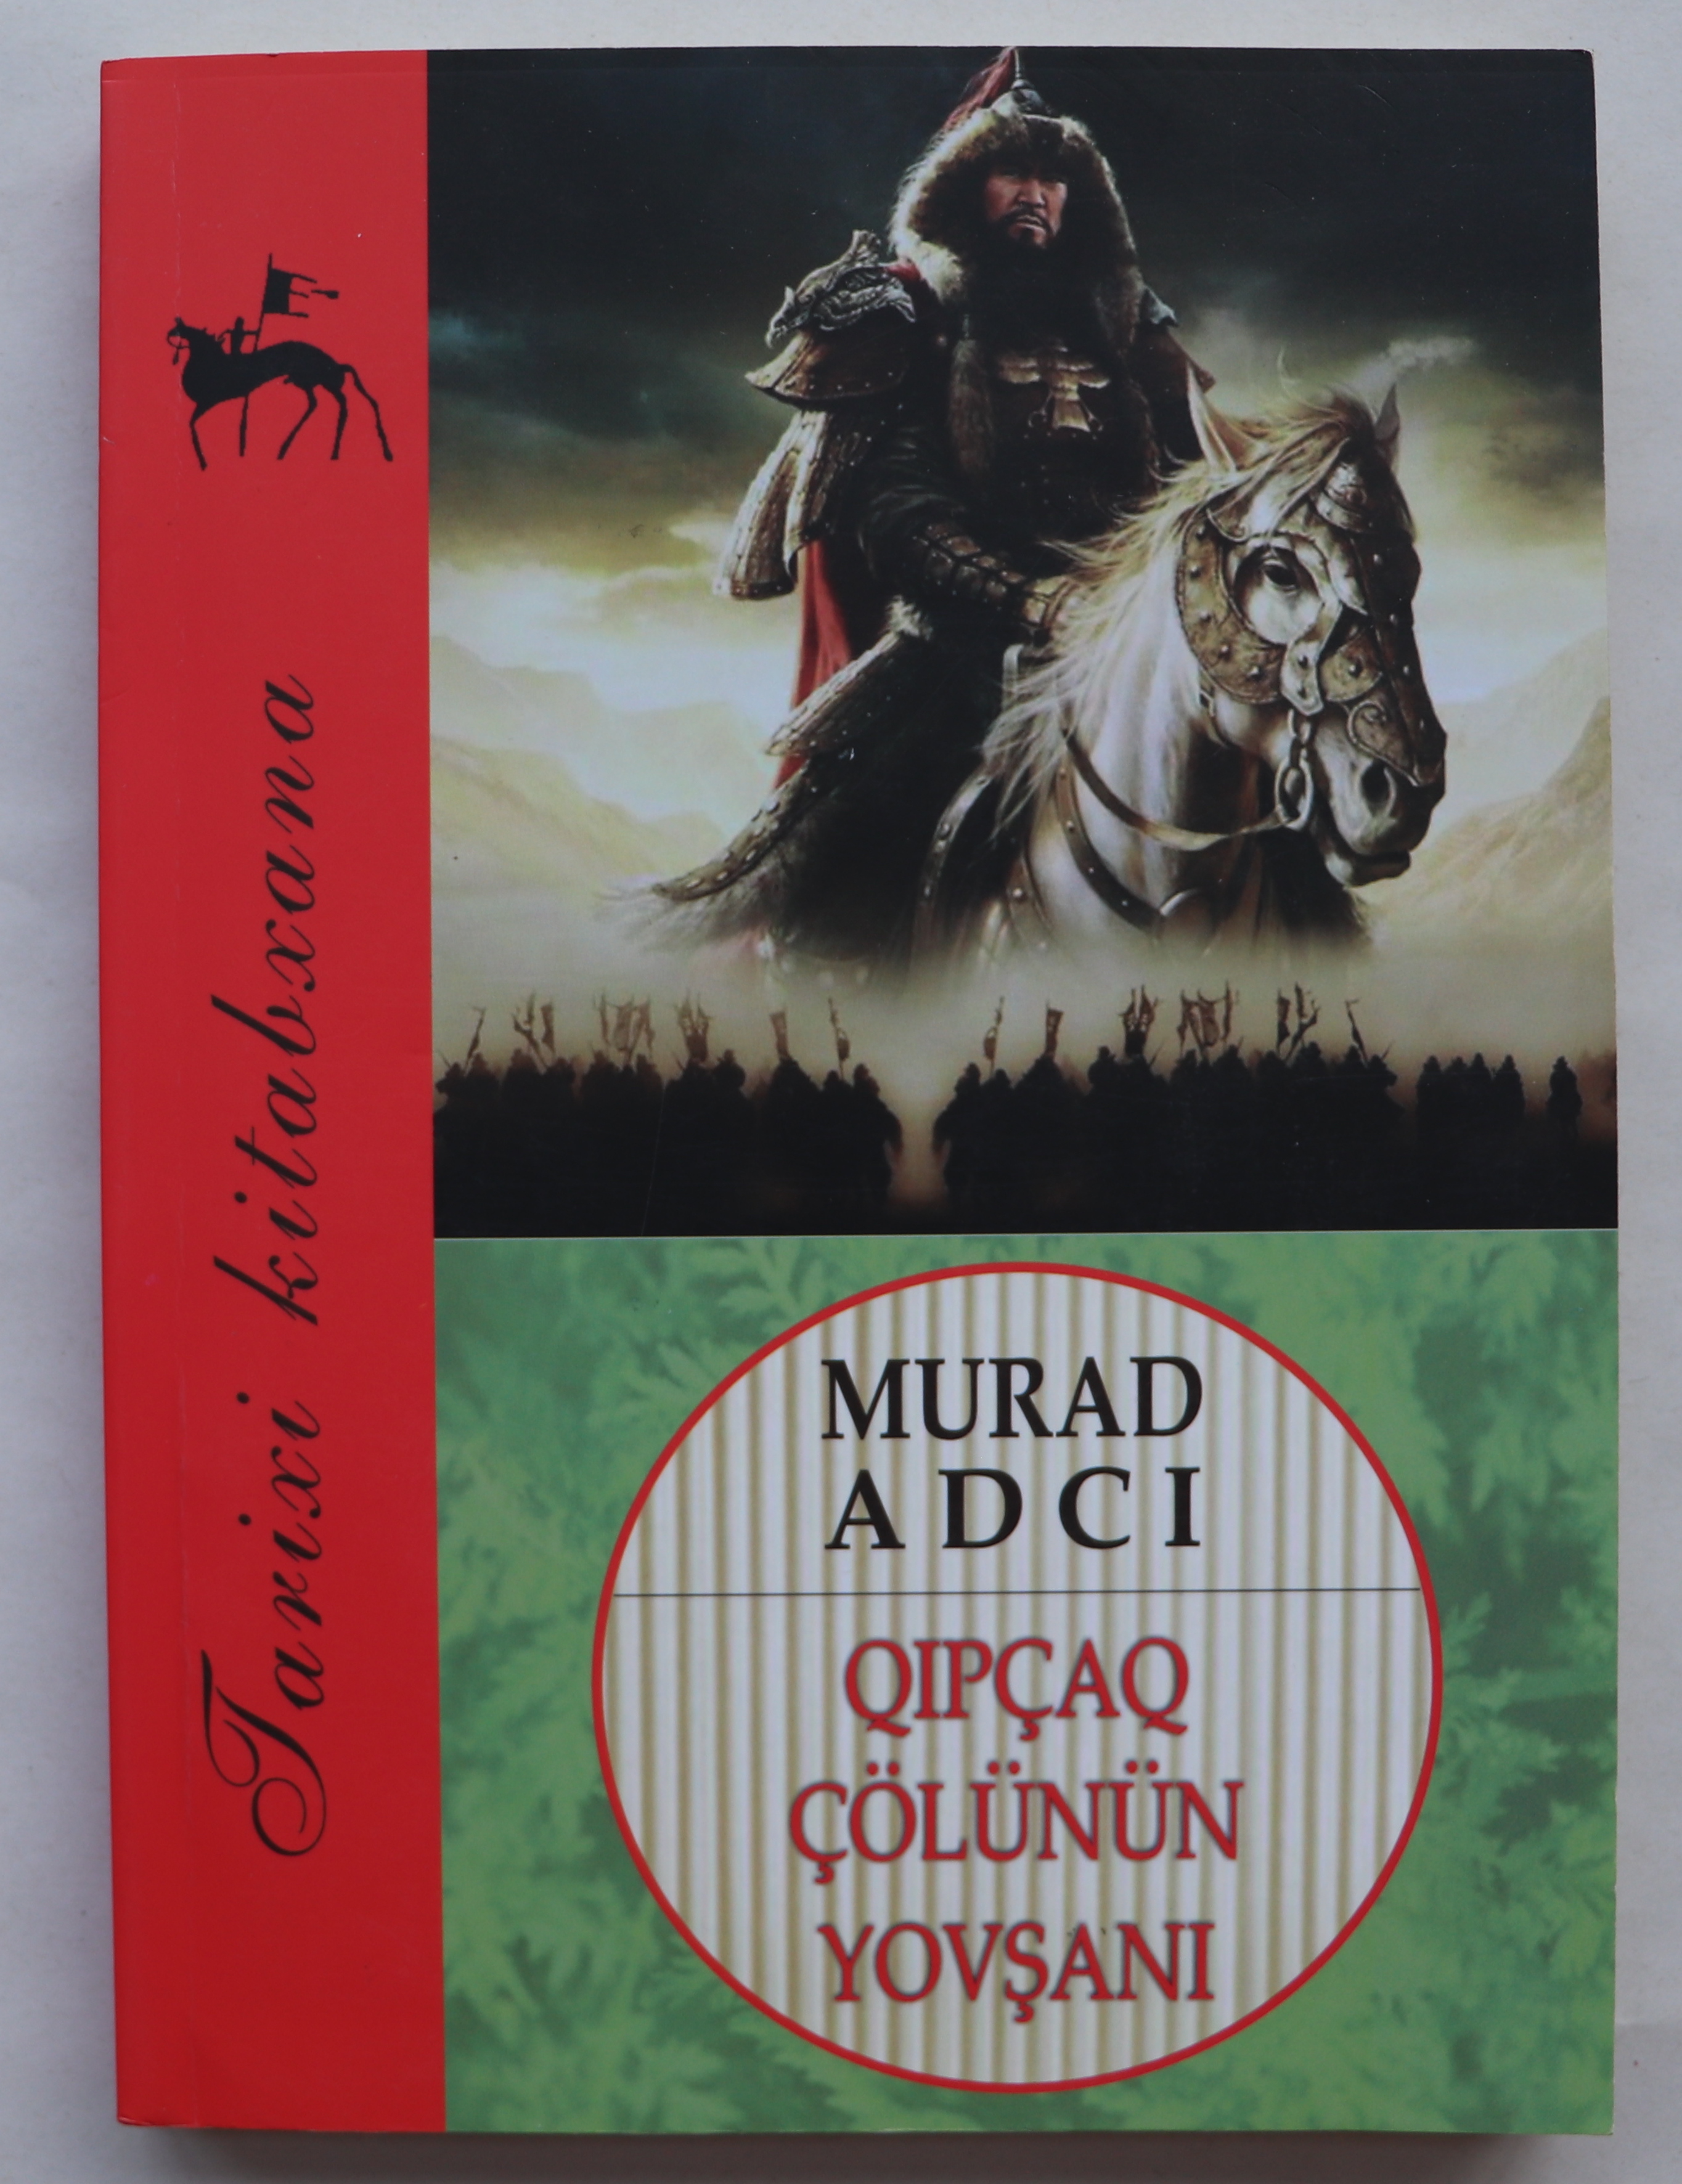 Tarixi kitabxana
MURAD
ADCI
QIPÇAQ
ÇÖLÜNÜN
YOVŞANI